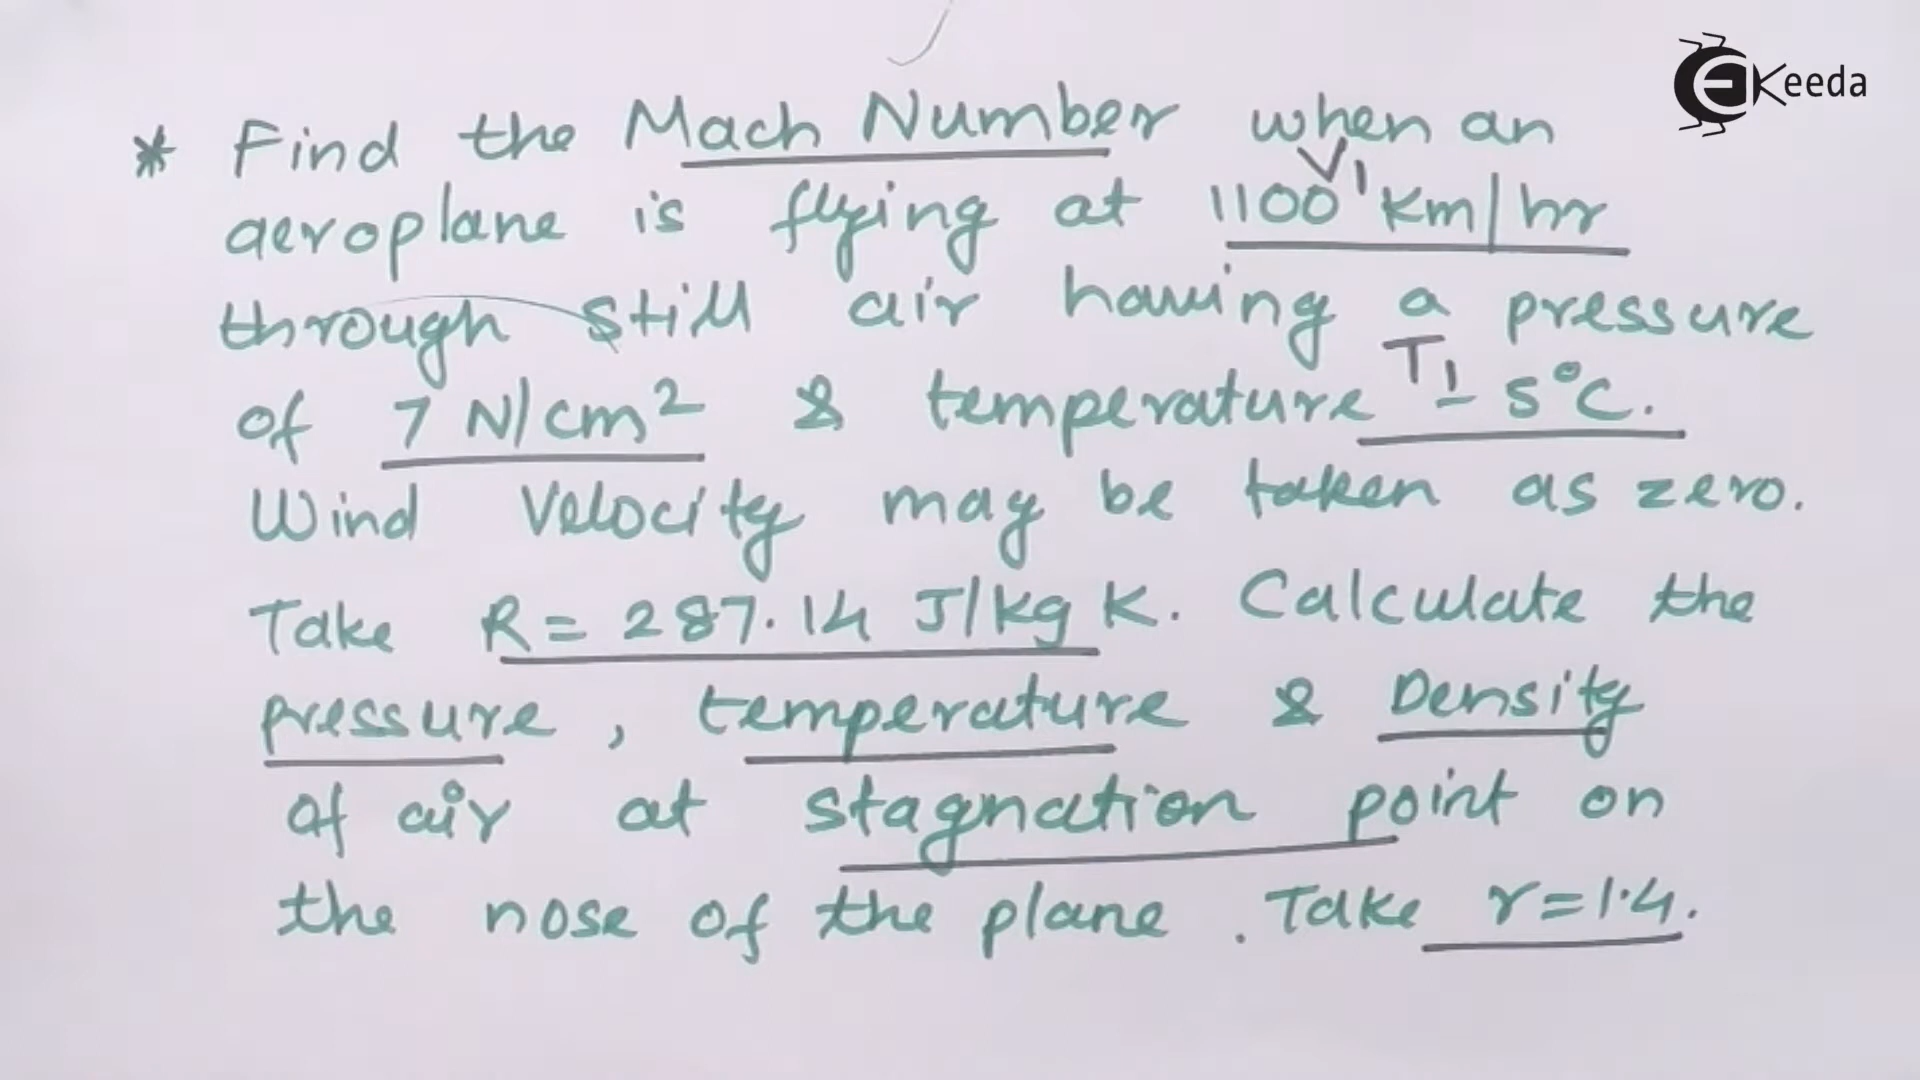 EKeeda
* Find the Mach Number when an
V1
aeroplane is flying at 1100 Km/hr
through still air having a pressure
T1
of 7 N/cm² & temperature - 5°C.
Wind Velocity may be taken as zero.
Take R = 287.14 J/kg K. Calculate the
pressure, temperature & Density
of air at stagnation point on
the nose of the plane. Take r=1.4.